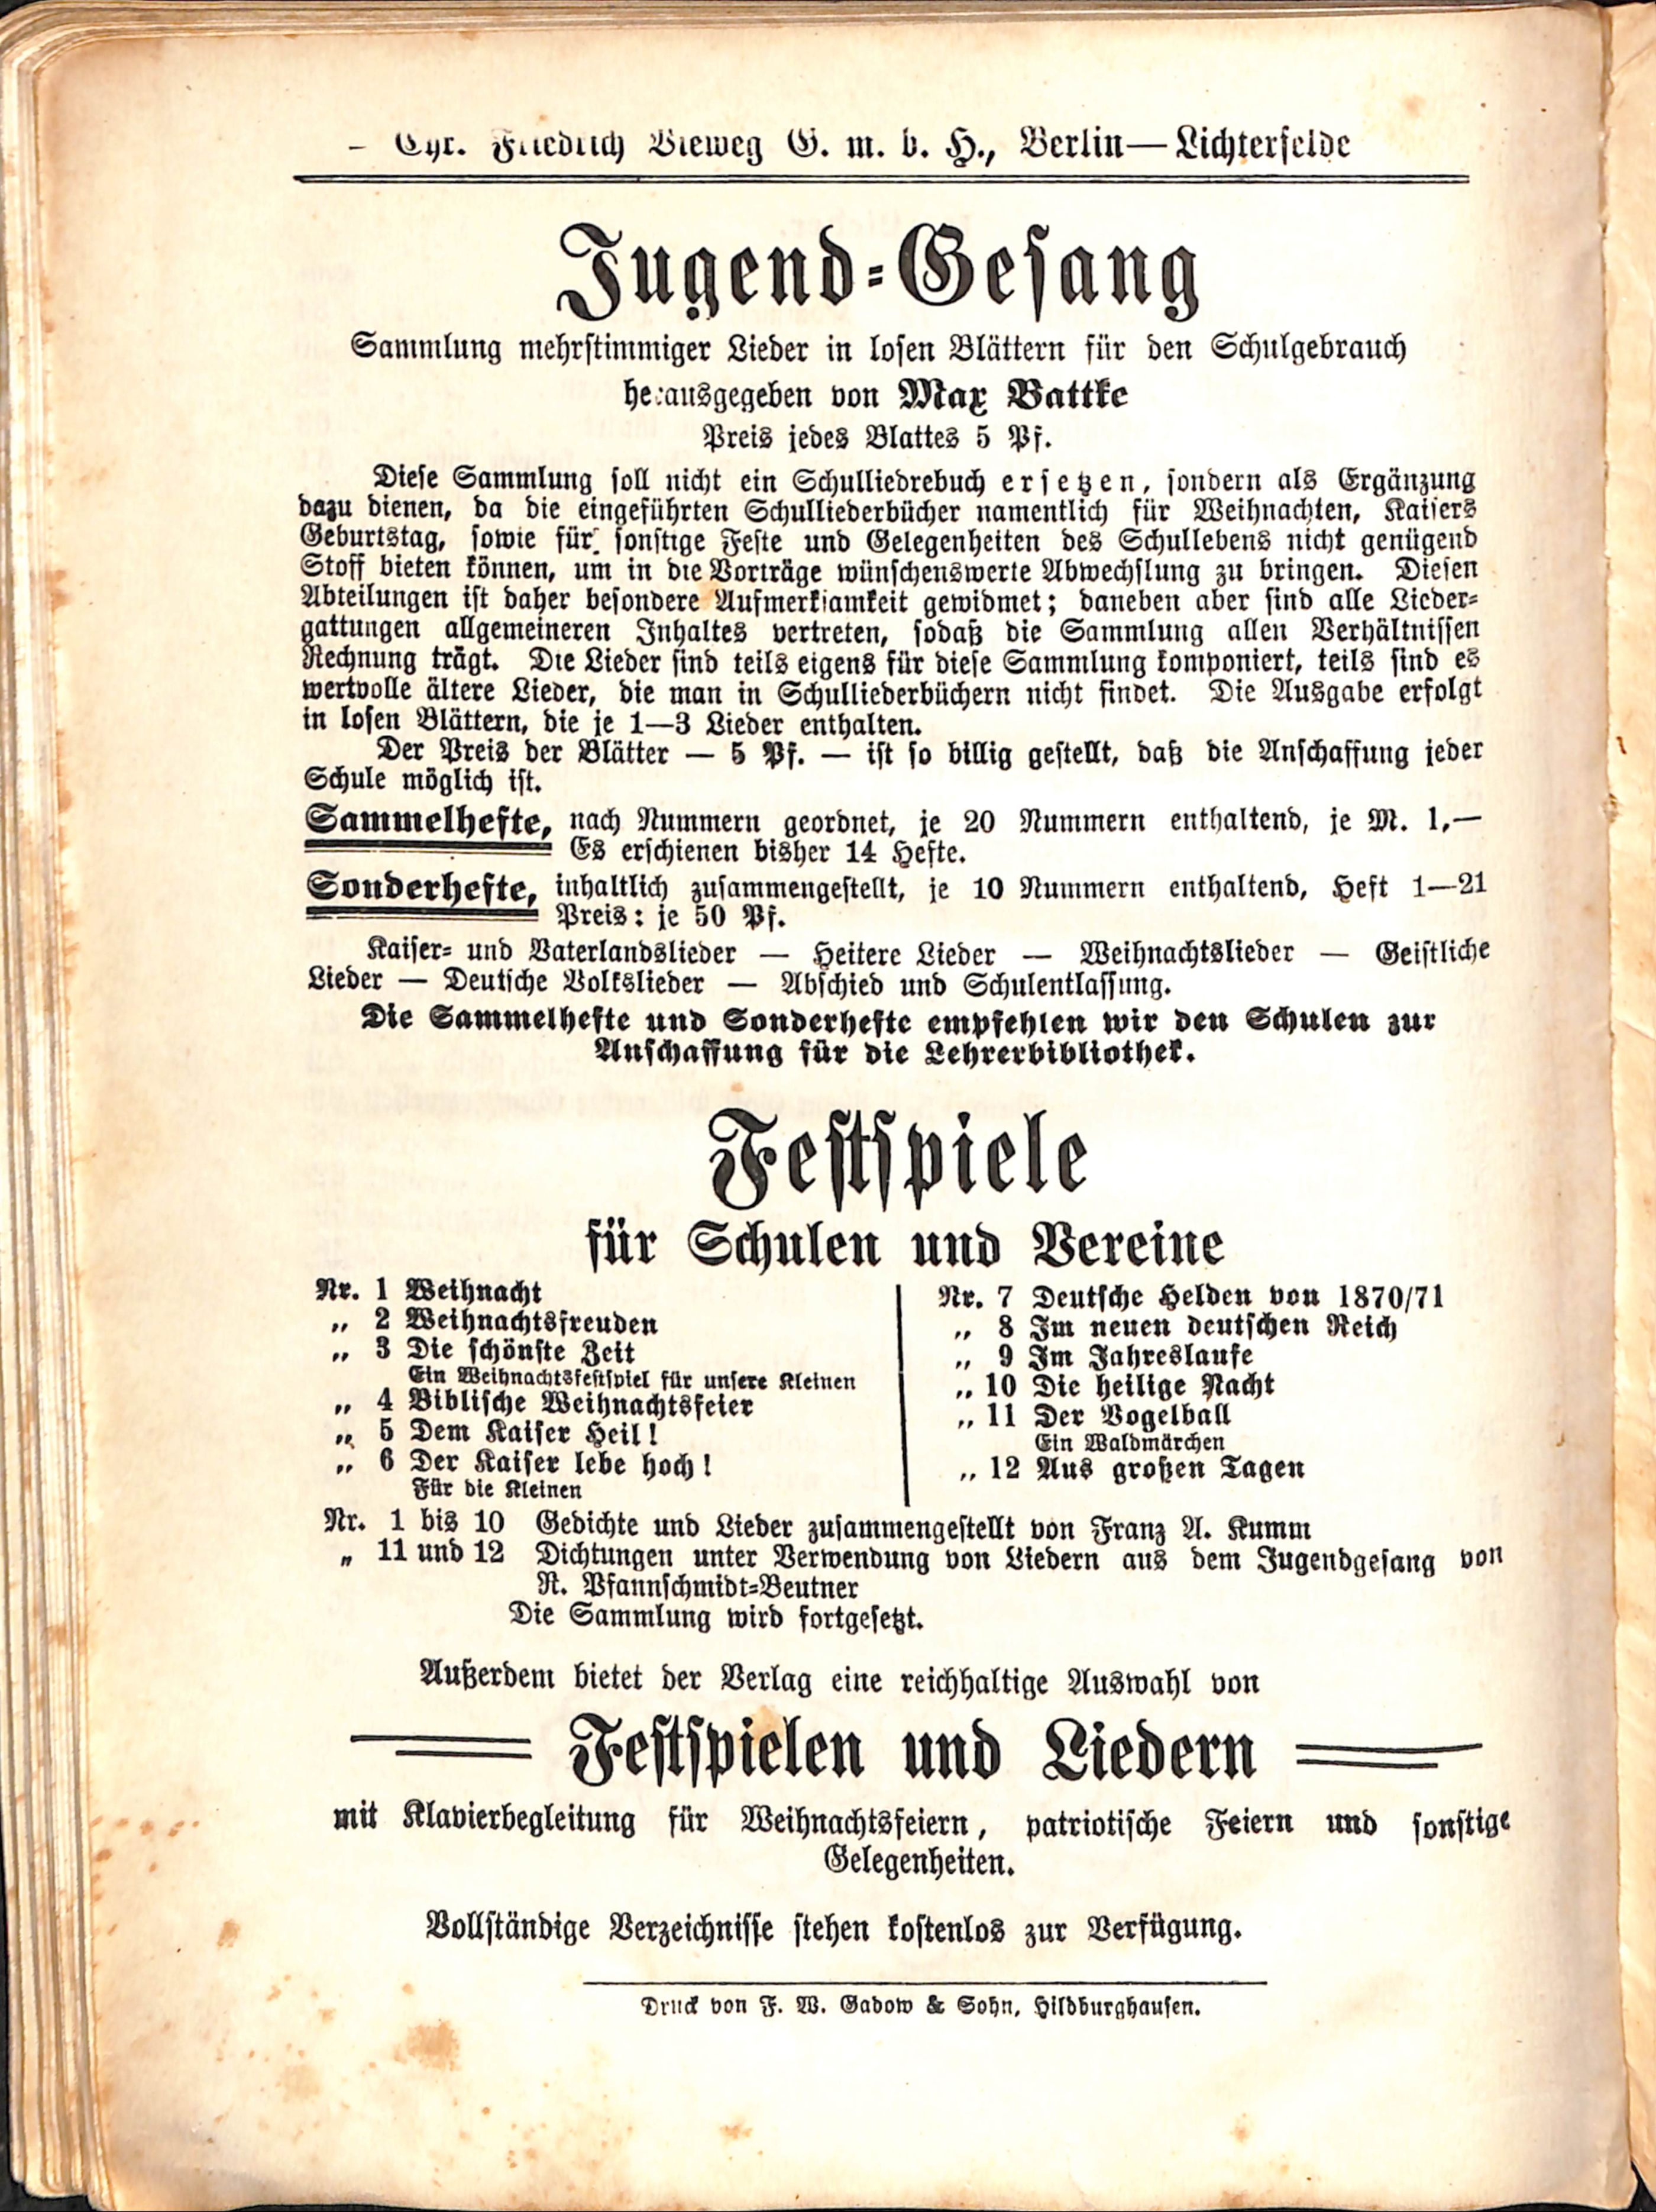 – Chr. Friedrich Vieweg G. m. b. H., Berlin—Lichterfelde
Jugend-Gesang
Sammlung mehrstimmiger Lieder in losen Blättern für den Schulgebrauch
herausgegeben von Max Battke
Preis jedes Blattes 5 Pf.
Diese Sammlung soll nicht ein Schulliedrebuch ersetzen, sondern als Ergänzung
dazu dienen, da die eingeführten Schulliederbücher namentlich für Weihnachten, Kaisers
Geburtstag, sowie für sonstige Feste und Gelegenheiten des Schullebens nicht genügend
Stoff bieten können, um in die Vorträge wünschenswerte Abwechslung zu bringen. Diesen
Abteilungen ist daher besondere Aufmerksamkeit gewidmet; daneben aber sind alle Lieder-
gattungen allgemeineren Inhaltes vertreten, sodaß die Sammlung allen Verhältnissen
Rechnung trägt. Die Lieder sind teils eigens für diese Sammlung komponiert, teils sind es
wertvolle ältere Lieder, die man in Schulliederbüchern nicht findet. Die Ausgabe erfolgt
in losen Blättern, die je 1—3 Lieder enthalten.
Der Preis der Blätter — 5 Pf. — ist so billig gestellt, daß die Anschaffung jeder
Schule möglich ist.
Sammelhefte, nach Nummern geordnet, je 20 Nummern enthaltend, je M. 1,—
Es erschienen bisher 14 Hefte.
Sonderhefte, inhaltlich zusammengestellt, je 10 Nummern enthaltend, Heft 1—21
Preis: je 50 Pf.
Kaiser- und Vaterlandslieder — Heitere Lieder — Weihnachtslieder — Geistliche
Lieder — Deutsche Volkslieder — Abschied und Schulentlassung.
Die Sammelhefte und Sonderhefte empfehlen wir den Schulen zur
Anschaffung für die Lehrerbibliothek.
Festspiele
für Schulen und Vereine
Nr. 1 Weihnacht
„ 2 Weihnachtsfreuden
„ 3 Die schönste Zeit
Ein Weihnachtsfestspiel für unsere Kleinen
„ 4 Biblische Weihnachtsfeier
„ 5 Dem Kaiser Heil!
„ 6 Der Kaiser lebe hoch!
Für die Kleinen
Nr. 7 Deutsche Helden von 1870/71
„ 8 Im neuen deutschen Reich
„ 9 Im Jahreslaufe
„ 10 Die heilige Nacht
„ 11 Der Vogelball
Ein Waldmärchen
„ 12 Aus großen Tagen
Nr. 1 bis 10 Gedichte und Lieder zusammengestellt von Franz A. Kumm
„ 11 und 12 Dichtungen unter Verwendung von Liedern aus dem Jugendgesang von
R. Pfannschmidt-Beutner
Die Sammlung wird fortgesetzt.
Außerdem bietet der Verlag eine reichhaltige Auswahl von
Festspielen und Liedern
mit Klavierbegleitung für Weihnachtsfeiern, patriotische Feiern und sonstige
Gelegenheiten.
Vollständige Verzeichnisse stehen kostenlos zur Verfügung.
Druck von F. W. Gadow & Sohn, Hildburghausen.